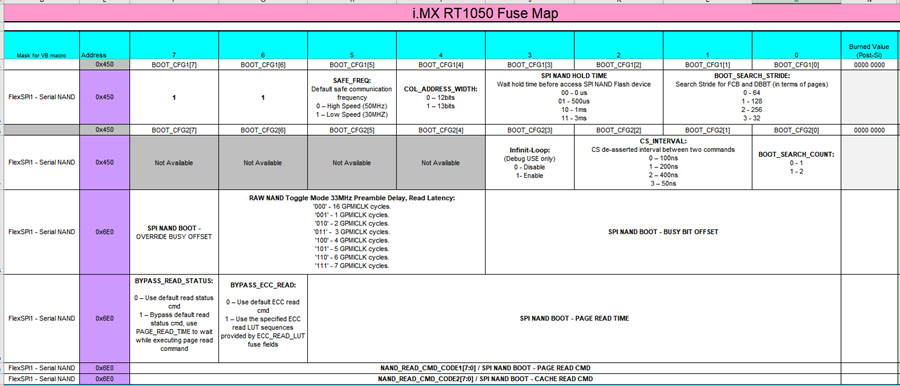 D E H I K L M N
i.MX RT1050 Fuse Map
Mask for VB macro Address 7 6 5 4 3 2 1 0 Burned Value
(Post-Si)
0x450 BOOT_CFG1[7] BOOT_CFG1[6] BOOT_CFG1[5] BOOT_CFG1[4] BOOT_CFG1[3] BOOT_CFG1[2] BOOT_CFG1[1] BOOT_CFG1[0] 0000 0000
FlexSPI1 - Serial NAND 0x450 1 1
SAFE_FREQ:
Default safe communication
frequency
0 – High Speed (50MHz)
1 – Low Speed (30MHz)
COL_ADDRESS_WIDTH:
0 – 12bits
1 – 13bits
SPI NAND HOLD TIME
Wait hold time before access SPI NAND Flash device
00 - 0 us
01 - 500us
10 - 1ms
11 - 3ms
BOOT_SEARCH_STRIDE:
Search Stride for FCB and DBBT (in terms of pages)
0 - 64
1 - 128
2 - 256
3 - 32
0x450 BOOT_CFG2[7] BOOT_CFG2[6] BOOT_CFG2[5] BOOT_CFG2[4] BOOT_CFG2[3] BOOT_CFG2[2] BOOT_CFG2[1] BOOT_CFG2[0] 0000 0000
FlexSPI1 - Serial NAND 0x450 Not Available Not Available Not Available Not Available
Infinit-Loop:
(Debug USE only)
0 - Disable
1- Enable
CS_INTERVAL:
CS de-asserted interval between two commands
0 – 100ns
1 – 200ns
2 – 400ns
3 – 50ns
BOOT_SEARCH_COUNT:
0 - 1
1 - 2
FlexSPI1 - Serial NAND 0x6E0
SPI NAND BOOT -
OVERRIDE BUSY OFFSET
RAW NAND Toggle Mode 33MHz Preamble Delay, Read Latency:
'000' - 16 GPMICLK cycles.
'001' - 1 GPMICLK cycles.
'010' - 2 GPMICLK cycles.
'011' - 3 GPMICLK cycles.
'100' - 4 GPMICLK cycles.
'101' - 5 GPMICLK cycles.
'110' - 6 GPMICLK cycles.
'111' - 7 GPMICLK cycles.
SPI NAND BOOT - BUSY BIT OFFSET
FlexSPI1 - Serial NAND 0x6E0
BYPASS_READ_STATUS:
0 – Use default read status
cmd
1 – Bypass default read
status cmd, use
PAGE_READ_TIME to wait
while executing page read
command
BYPASS_ECC_READ:
0 – Use default ECC read
cmd
1 – Use the specified ECC
read LUT sequences
provided by ECC_READ_LUT
fuse fields
SPI NAND BOOT - PAGE READ TIME
FlexSPI1 - Serial NAND 0x6E0 NAND_READ_CMD_CODE1[7:0] / SPI NAND BOOT - PAGE READ CMD
FlexSPI1 - Serial NAND 0x6E0 NAND_READ_CMD_CODE2[7:0] / SPI NAND BOOT - CACHE READ CMD